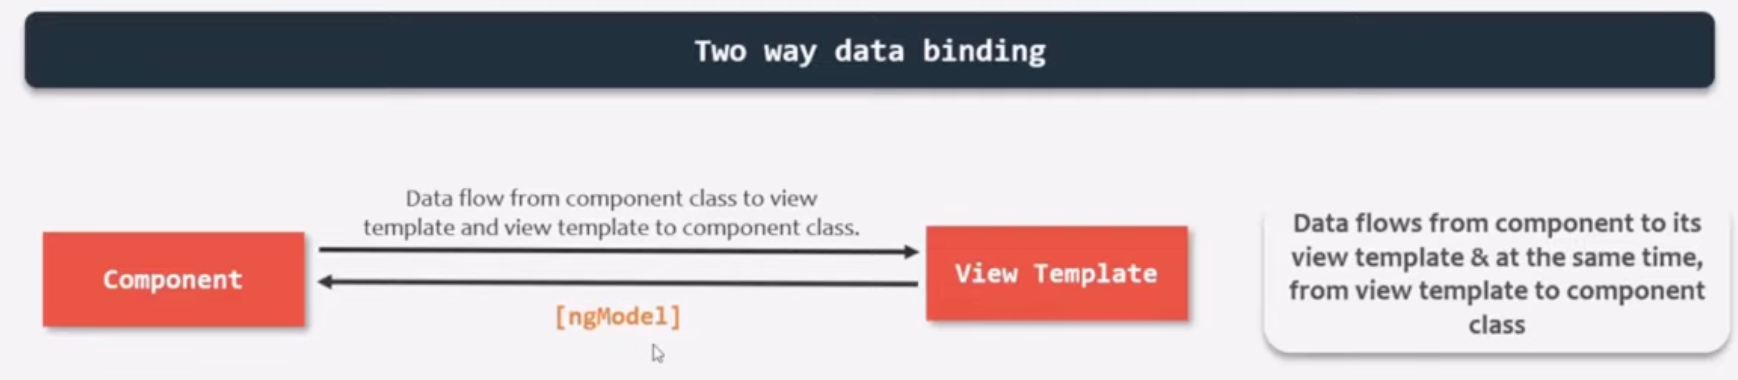 Two way data binding
Data flow from component class to view
template and view template to component class.
Component
View Template
[ngModel]
Data flows from component to its
view template & at the same time,
from view template to component
class